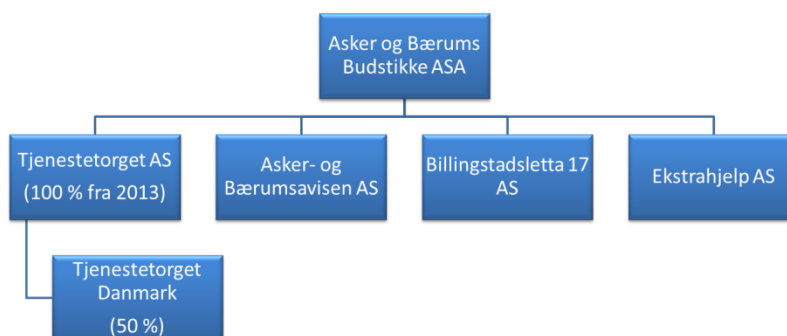 Asker og Bærums
Budstikke ASA
Tjenestetorget AS
(100 % fra 2013)
Asker- og
Bærumsavisen AS
Billingstadsletta 17
AS
Ekstrahjelp AS
Tjenestetorget
Danmark
(50 %)